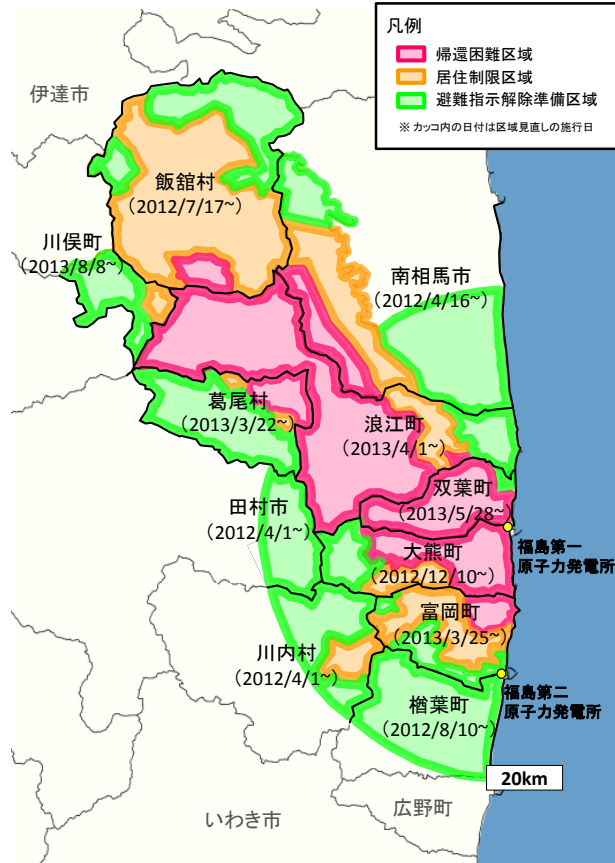 凡例
帰還困難区域
居住制限区域
避難指示解除準備区域
※ カッコ内の日付は区域見直しの施行日
伊達市
飯舘村
（2012/7/17~）
川俣町
（2013/8/8~）
南相馬市
（2012/4/16~）
葛尾村
（2013/3/22~）
浪江町
（2013/4/1~）
田村市
（2012/4/1~）
双葉町
（2013/5/28~）
大熊町
（2012/12/10~）
福島第一
原子力発電所
富岡町
（2013/3/25~）
川内村
（2012/4/1~）
楢葉町
（2012/8/10~）
福島第二
原子力発電所
20km
広野町
いわき市